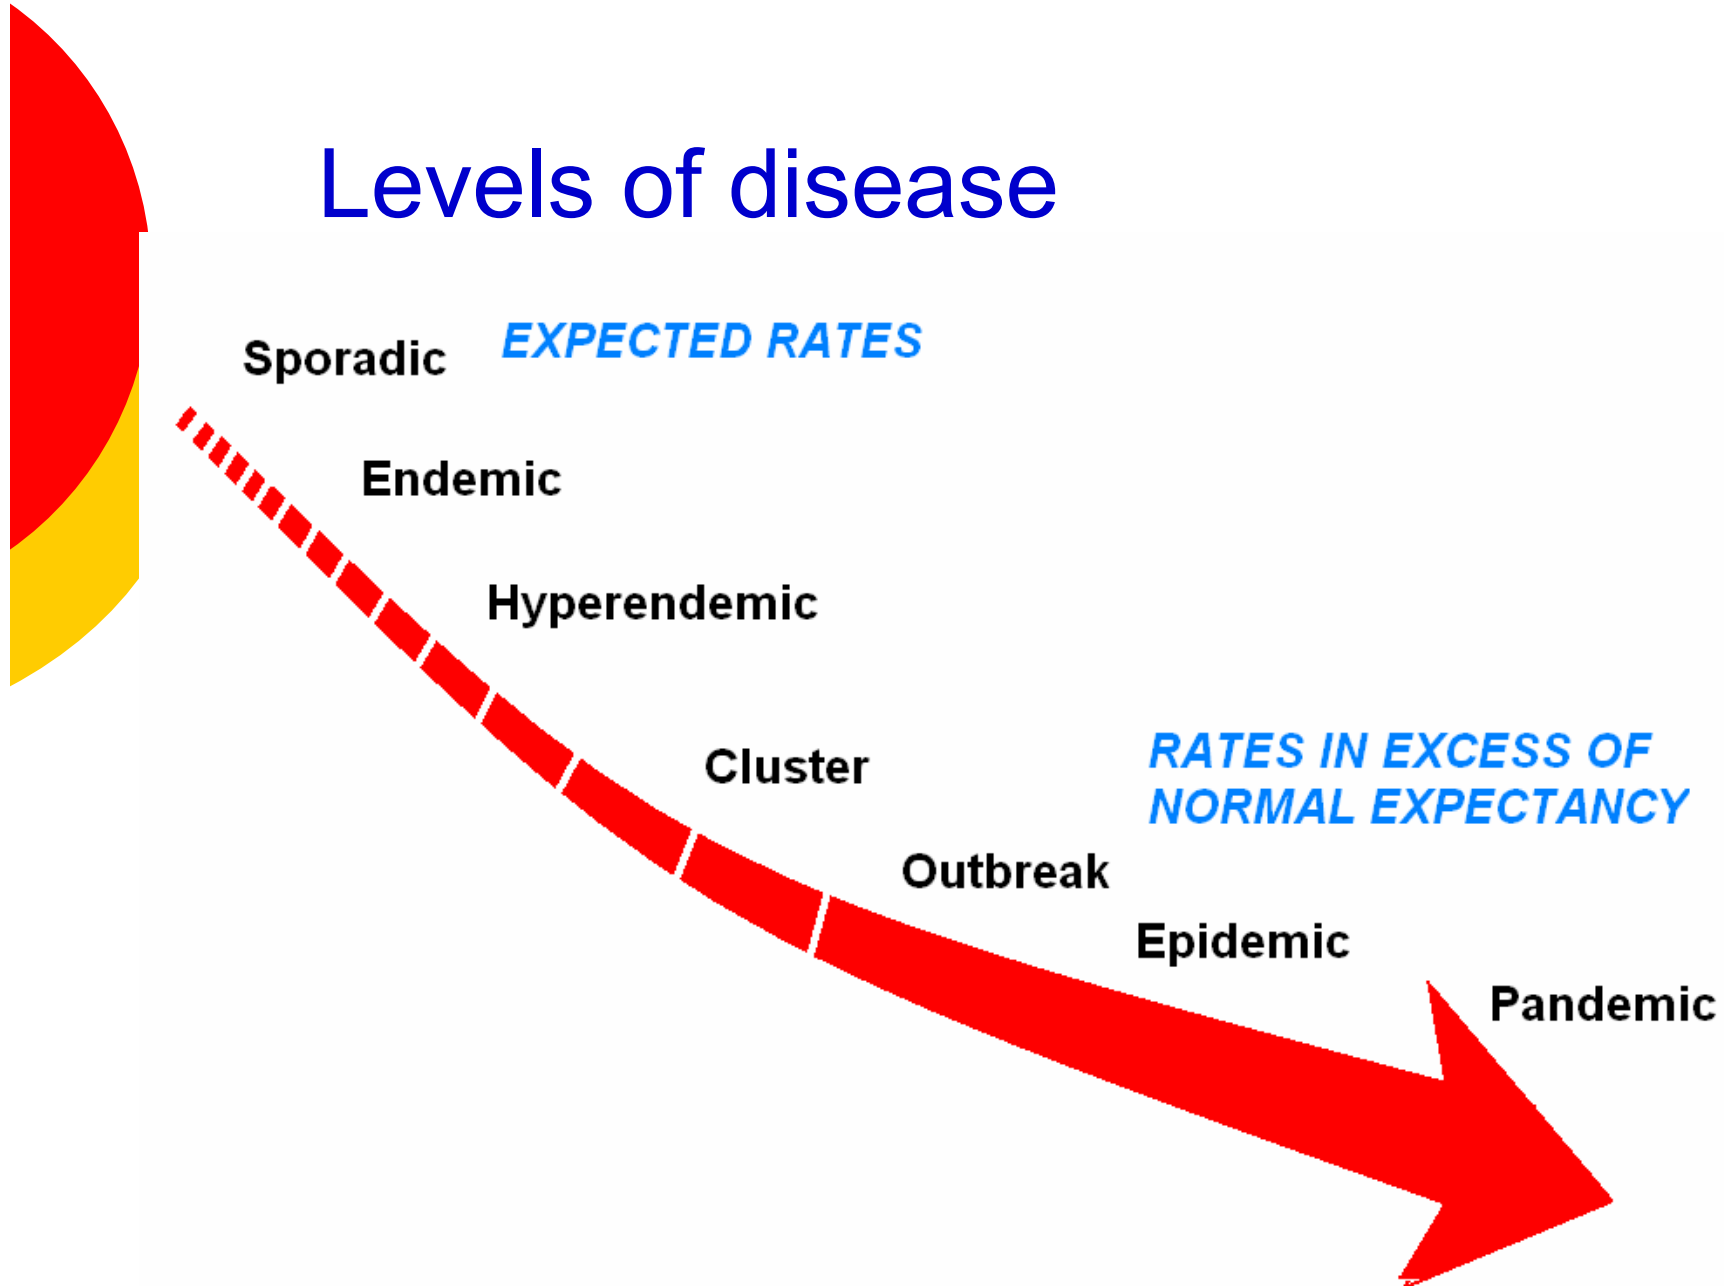 Levels of disease
Sporadic
EXPECTED RATES
Endemic
Hyperendemic
Cluster
RATES IN EXCESS OF
NORMAL EXPECTANCY
Outbreak
Epidemic
Pandemic